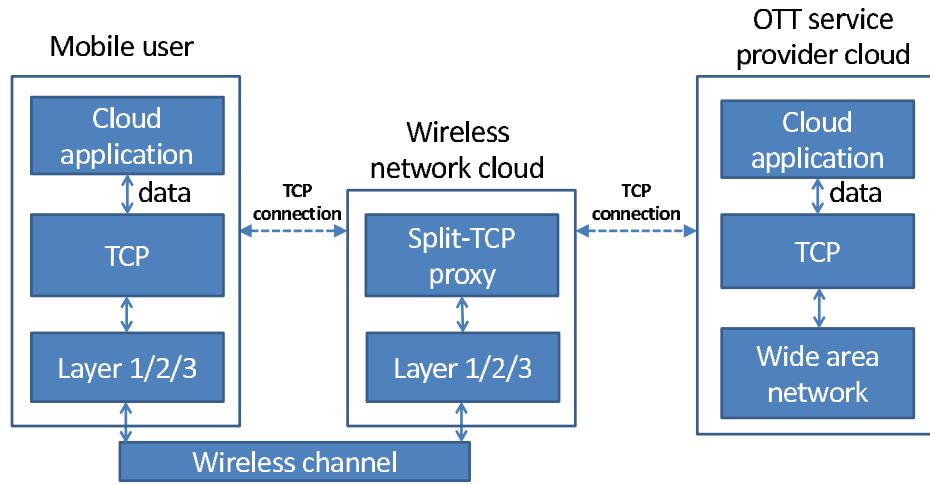 Mobile user
Cloud
application
data
TCP
Layer 1/2/3
TCP
connection
Wireless
network cloud
Split-TCP
proxy
Layer 1/2/3
Wireless channel
TCP
connection
OTT service
provider cloud
Cloud
application
data
TCP
Wide area
network